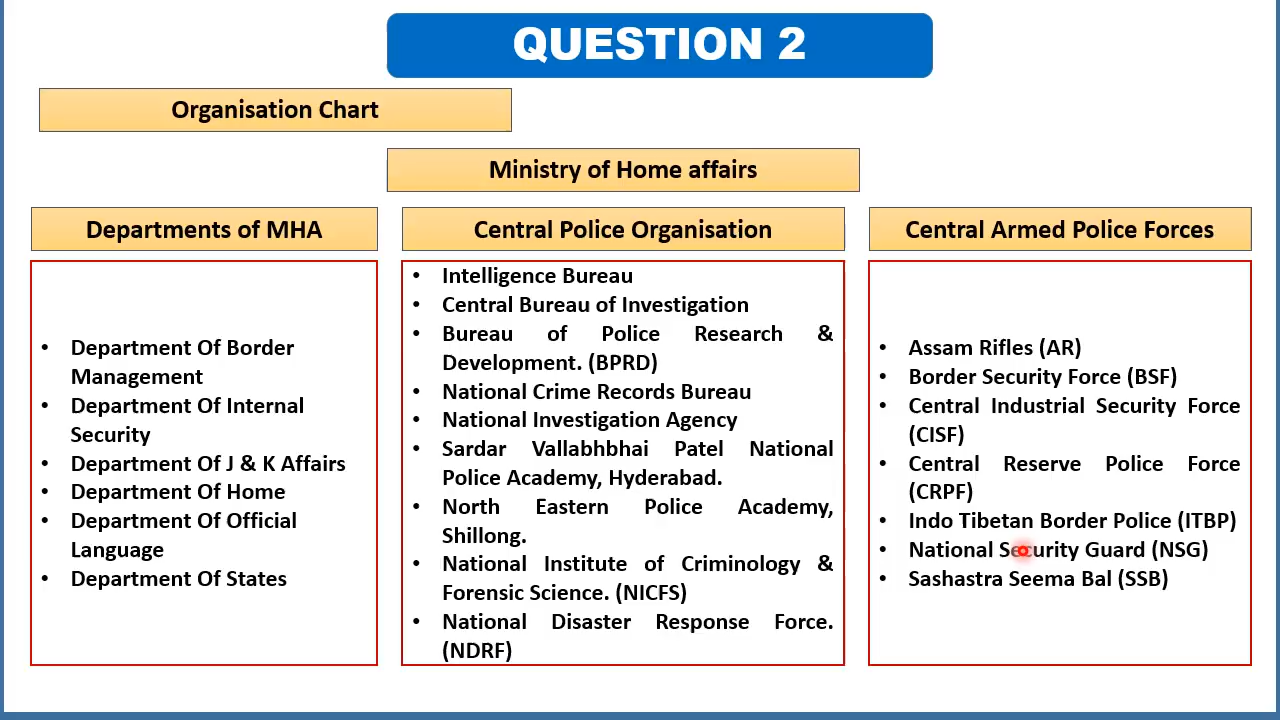 QUESTION 2
Organisation Chart
Ministry of Home affairs
Departments of MHA
• Department Of Border
Management
• Department Of Internal
Security
• Department Of J & K Affairs
• Department Of Home
• Department Of Official
Language
• Department Of States
Central Police Organisation
• Intelligence Bureau
• Central Bureau of Investigation
• Bureau of Police Research &
Development. (BPRD)
• National Crime Records Bureau
• National Investigation Agency
• Sardar Vallabhbhai Patel National
Police Academy, Hyderabad.
• North Eastern Police Academy,
Shillong.
• National Institute of Criminology &
Forensic Science. (NICFS)
• National Disaster Response Force.
(NDRF)
Central Armed Police Forces
• Assam Rifles (AR)
• Border Security Force (BSF)
• Central Industrial Security Force
(CISF)
• Central Reserve Police Force
(CRPF)
• Indo Tibetan Border Police (ITBP)
• National Security Guard (NSG)
• Sashastra Seema Bal (SSB)